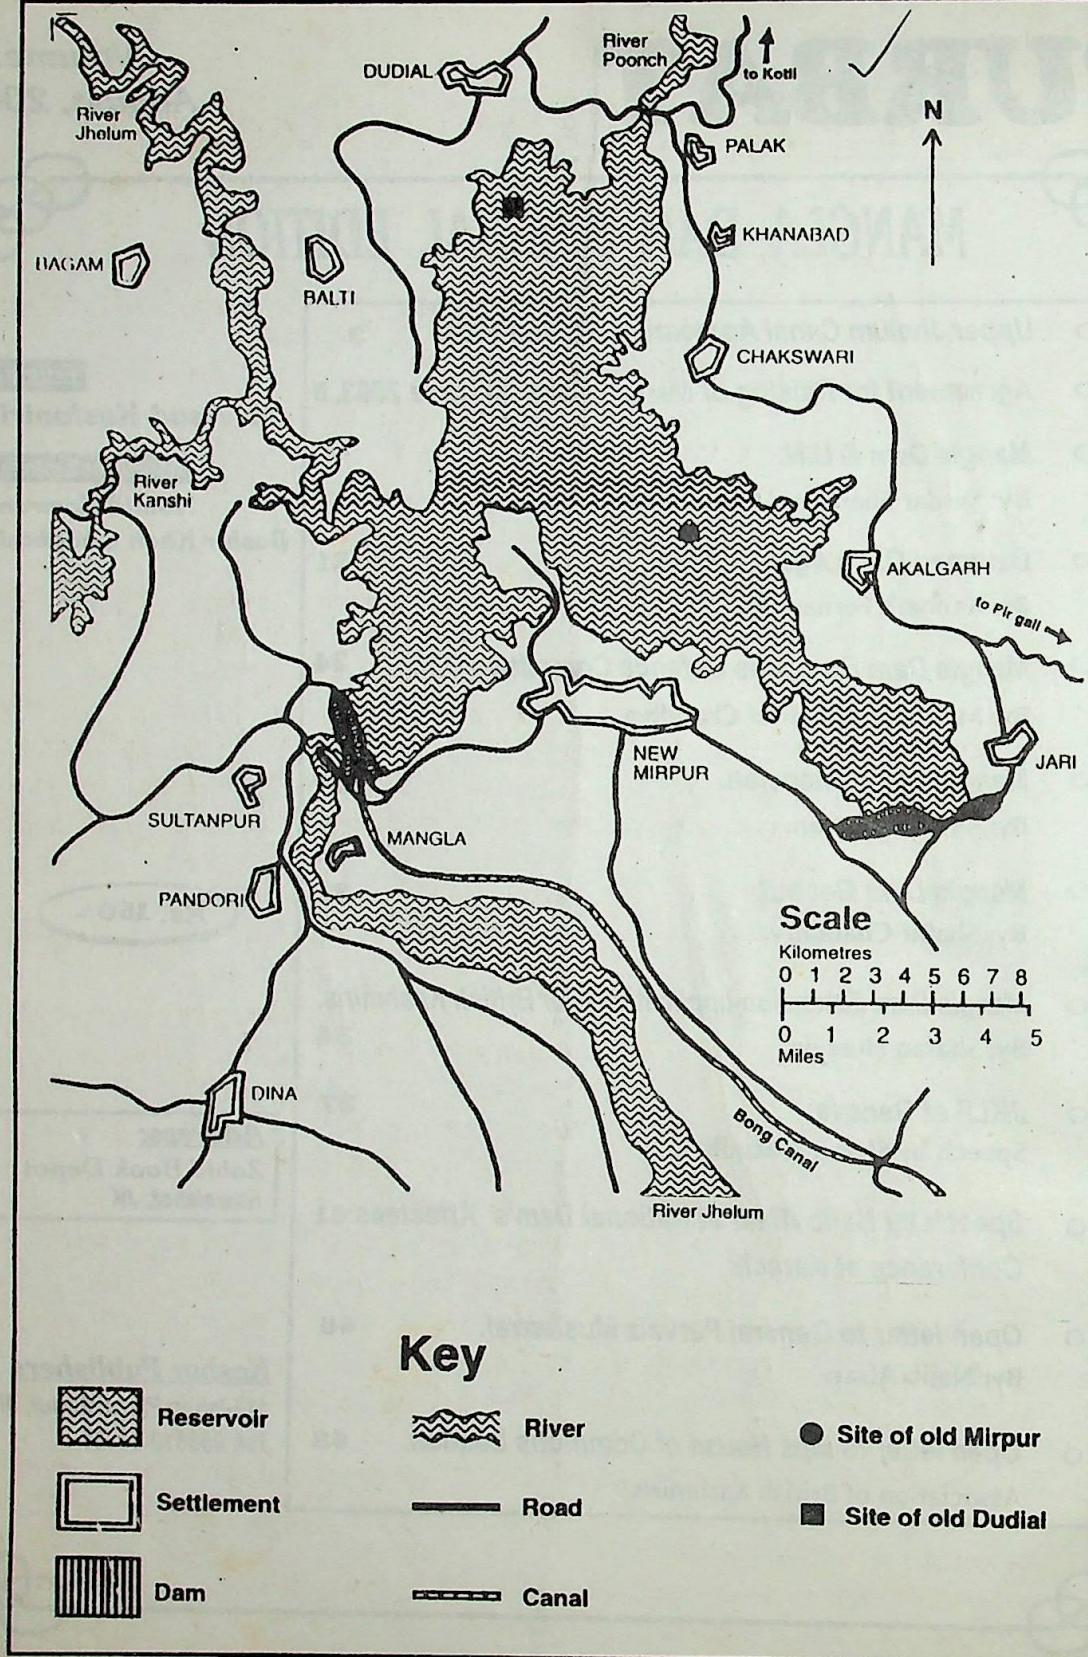 River
Poonch
to Kotli
DUDIAL
River
Jholum
N
PALAK
KHANABAD
BAGAM
BALTI
CHAKSWARI
River
Kanshi
AKALGARH
to Pir gali
NEW
MIRPUR
JARI
SULTANPUR
MANGLA
PANDORI
Scale
Kilometres
0 1 2 3 4 5 6 7 8
0 1 2 3 4 5
Miles
DINA
Bong Canal
River Jhelum
Key
Reservoir
River
Site of old Mirpur
Settlement
Road
Site of old Dudial
Dam
Canal